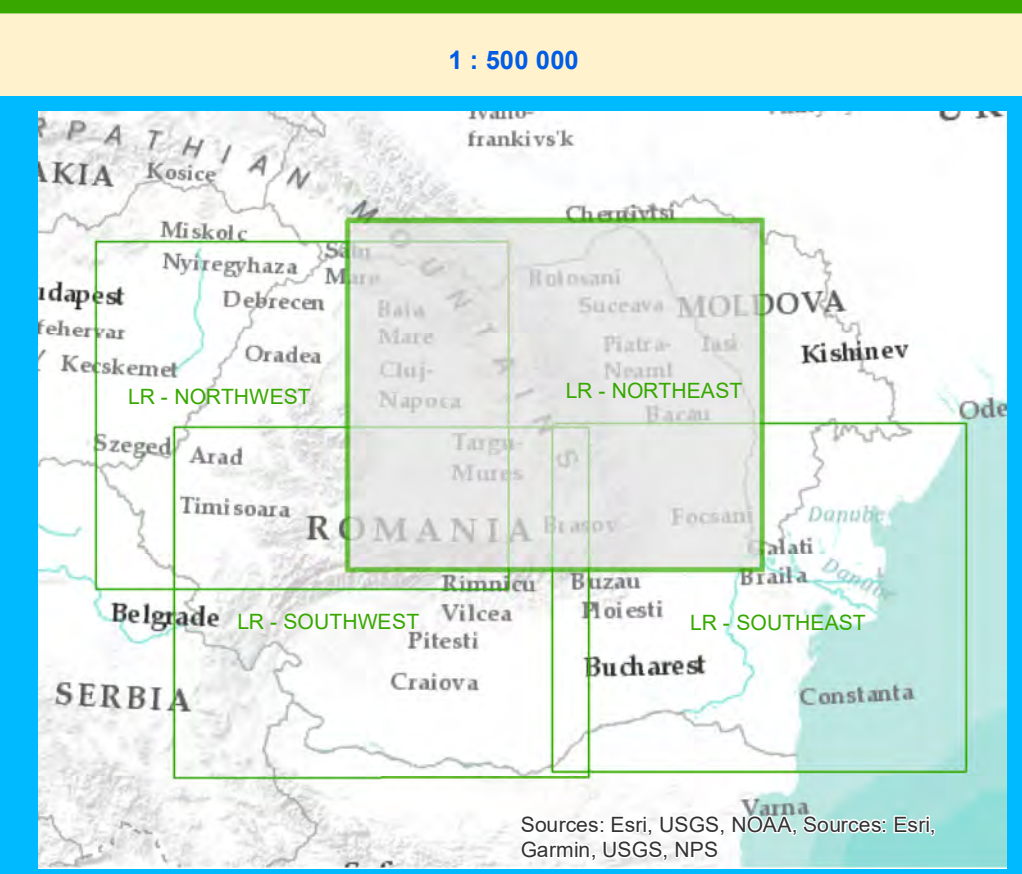 1 : 500 000
frankivs'k
CARPATHIAN MOUNTAINS
AKIA
Kosice
Chernivtsi
Miskolc
Nyiregyhaza
Satu
Mare
Botosani
udapest
Debrecen
Baia
Mare
Suceava
MOLDOVA
fehervar
Kecskemet
Oradea
Cluj-
Napoca
Piatra-
Neamt
Iasi
Kishinev
LR - NORTHWEST
LR - NORTHEAST
Bacau
Ode
Szeged
Arad
Targu-
Mures
Timisoara
ROMANIA
Brasov
Focsani
Danube
Galati
Braila
Danube
Rimnicu
Vilcea
Buzau
Ploiesti
Belgrade
LR - SOUTHWEST
LR - SOUTHEAST
Pitesti
Bucharest
SERBIA
Craiova
Constanta
Varna
Sources: Esri, USGS, NOAA, Sources: Esri,
Garmin, USGS, NPS